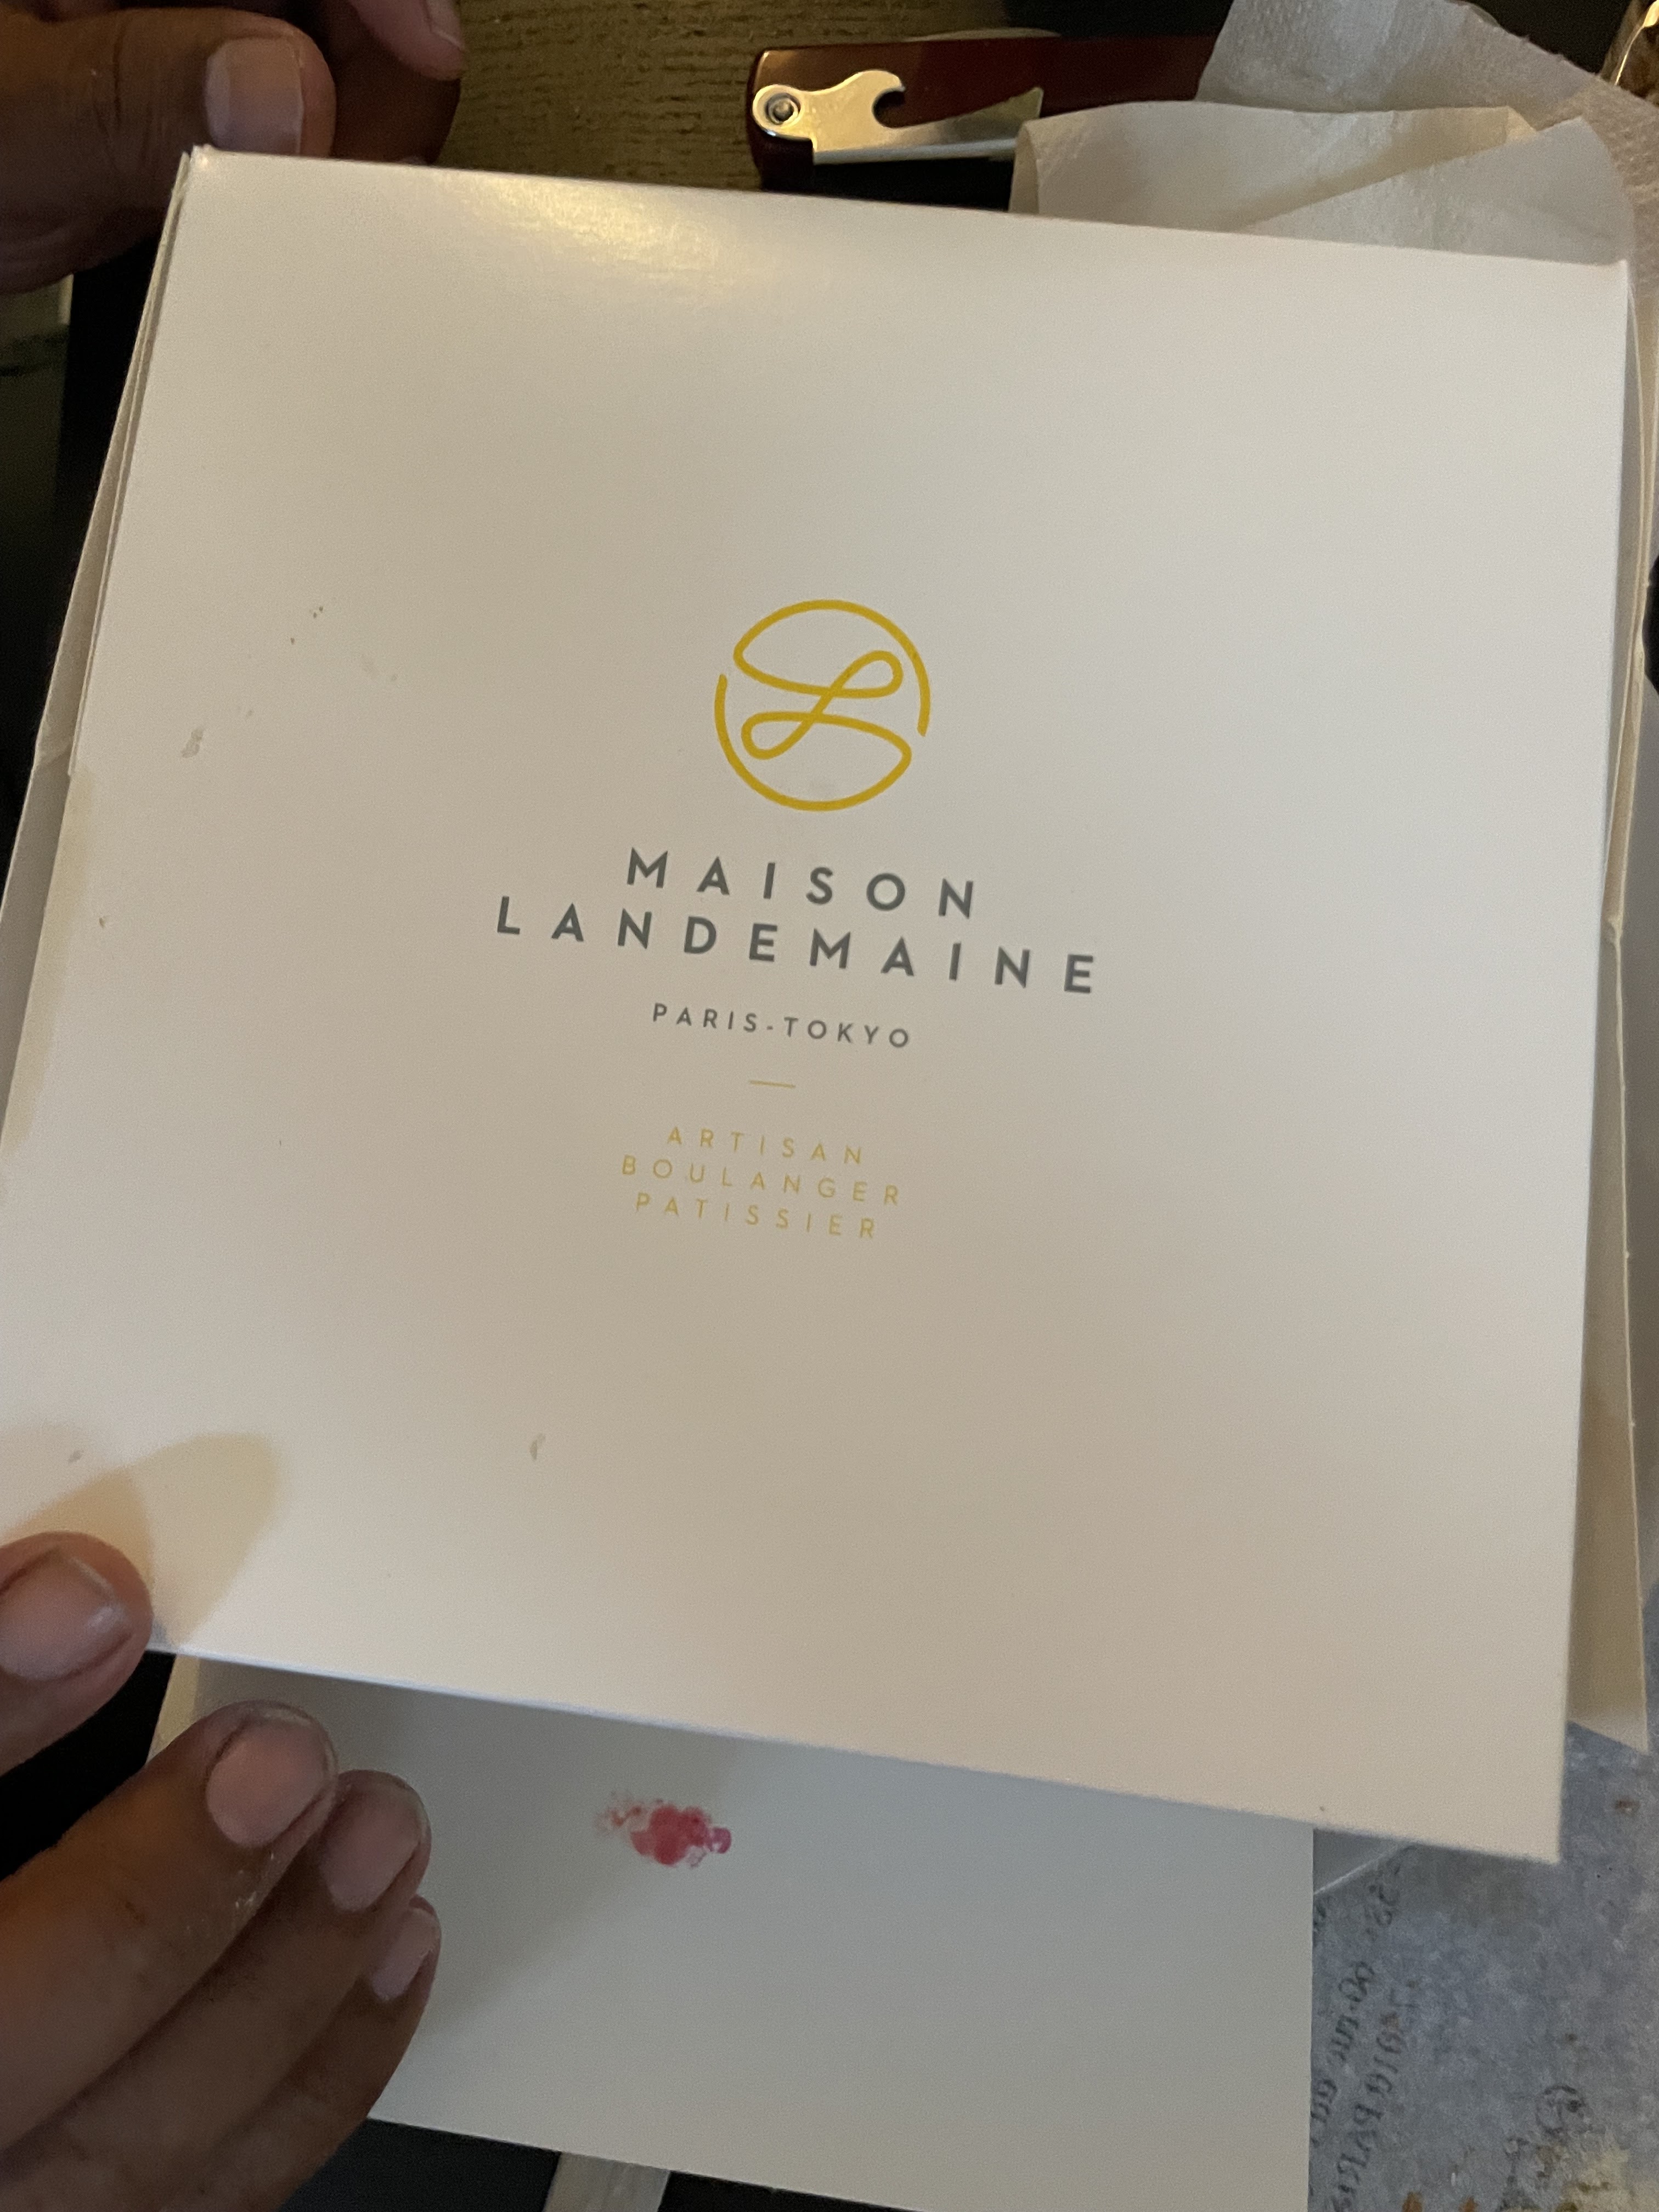 MAISON
LANDEMAINE
PARIS-TOKYO
ARTISAN
BOULANGER
PATISSIER